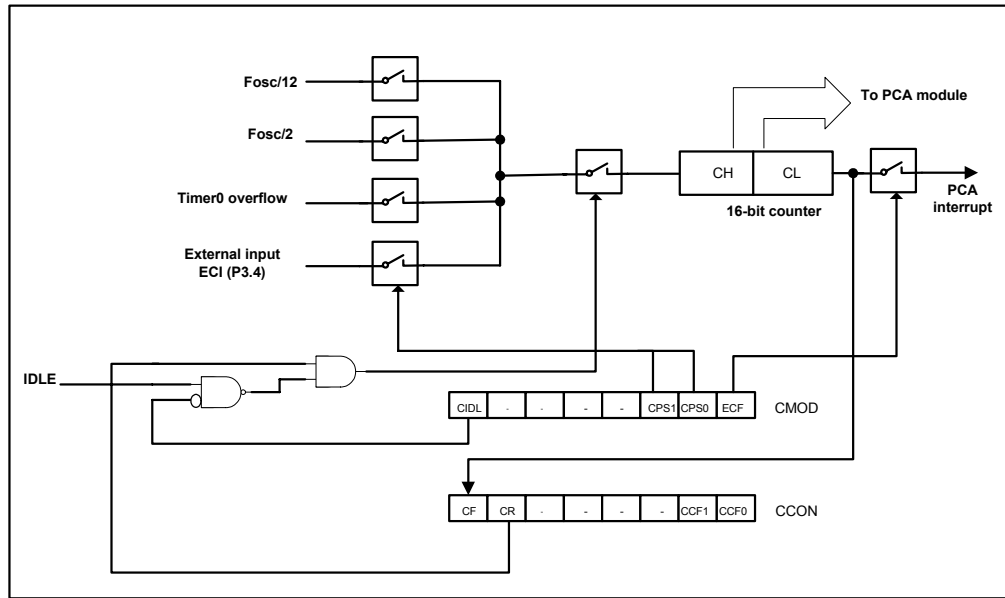 Fosc/12
To PCA module
Fosc/2
CH CL
16-bit counter
PCA
interrupt
Timer0 overflow
External input
ECI (P3.4)
IDLE
CIDL - - - - CPS1 CPS0 ECF CMOD
CF CR - - - - CCF1 CCF0 CCON